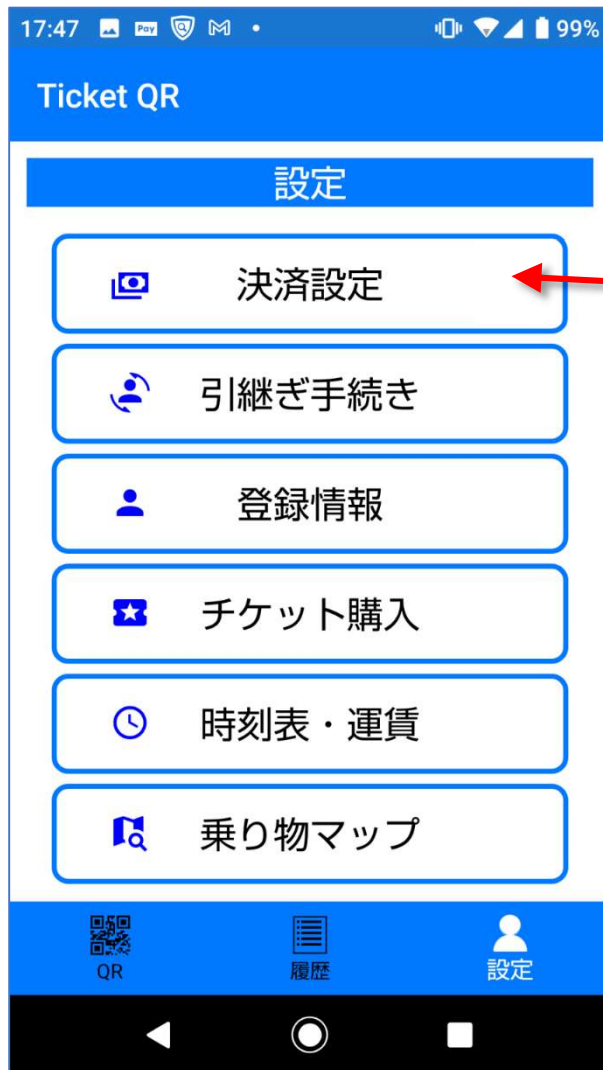 17:47 Pay 99%
Ticket QR
設定
決済設定
引継ぎ手続き
登録情報
チケット購入
時刻表・運賃
乗り物マップ
QR 履歴 設定